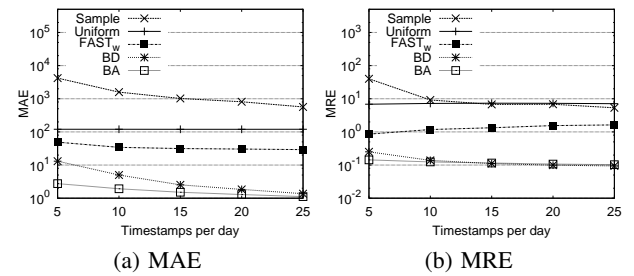 Sample
Uniform
FAST_w
BD
BA
10^5
10^4
10^3
10^2
10^1
10^0
MAE
5 10 15 20 25
Timestamps per day
(a) MAE
Sample
Uniform
FAST_w
BD
BA
10^3
10^2
10^1
10^0
10^-1
10^-2
MRE
5 10 15 20 25
Timestamps per day
(b) MRE